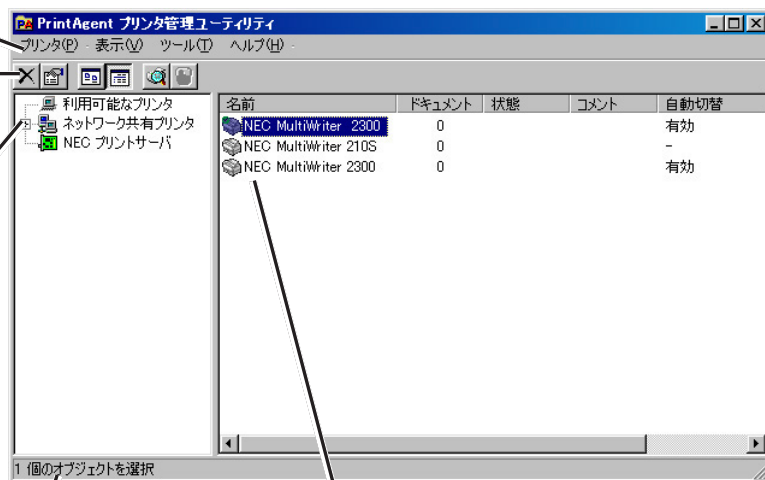 PrintAgent プリンタ管理ユーティリティ
プリンタ(P) 表示(V) ツール(T) ヘルプ(H)
利用可能なプリンタ
ネットワーク共有プリンタ
NEC プリントサーバ
名前 ドキュメント 状態 コメント 自動切替
NEC MultiWriter 2300 0 有効
NEC MultiWriter 210S 0 -
NEC MultiWriter 2300 0 有効
1 個のオブジェクトを選択